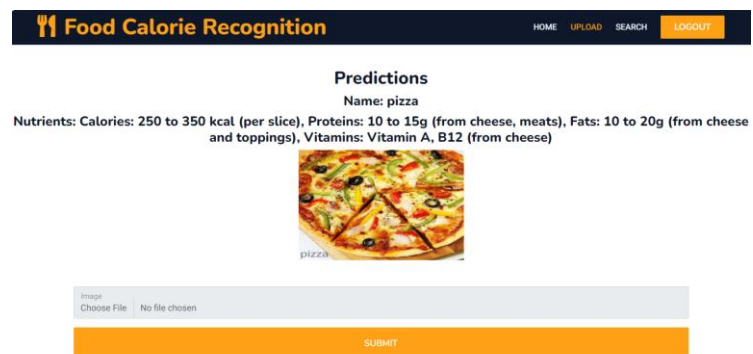 Food Calorie Recognition
HOME UPLOAD SEARCH LOGOUT
Predictions
Name: pizza
Nutrients: Calories: 250 to 350 kcal (per slice), Proteins: 10 to 15g (from cheese, meats), Fats: 10 to 20g (from cheese
and toppings), Vitamins: Vitamin A, B12 (from cheese)
pizza
Image
Choose File No file chosen
SUBMIT